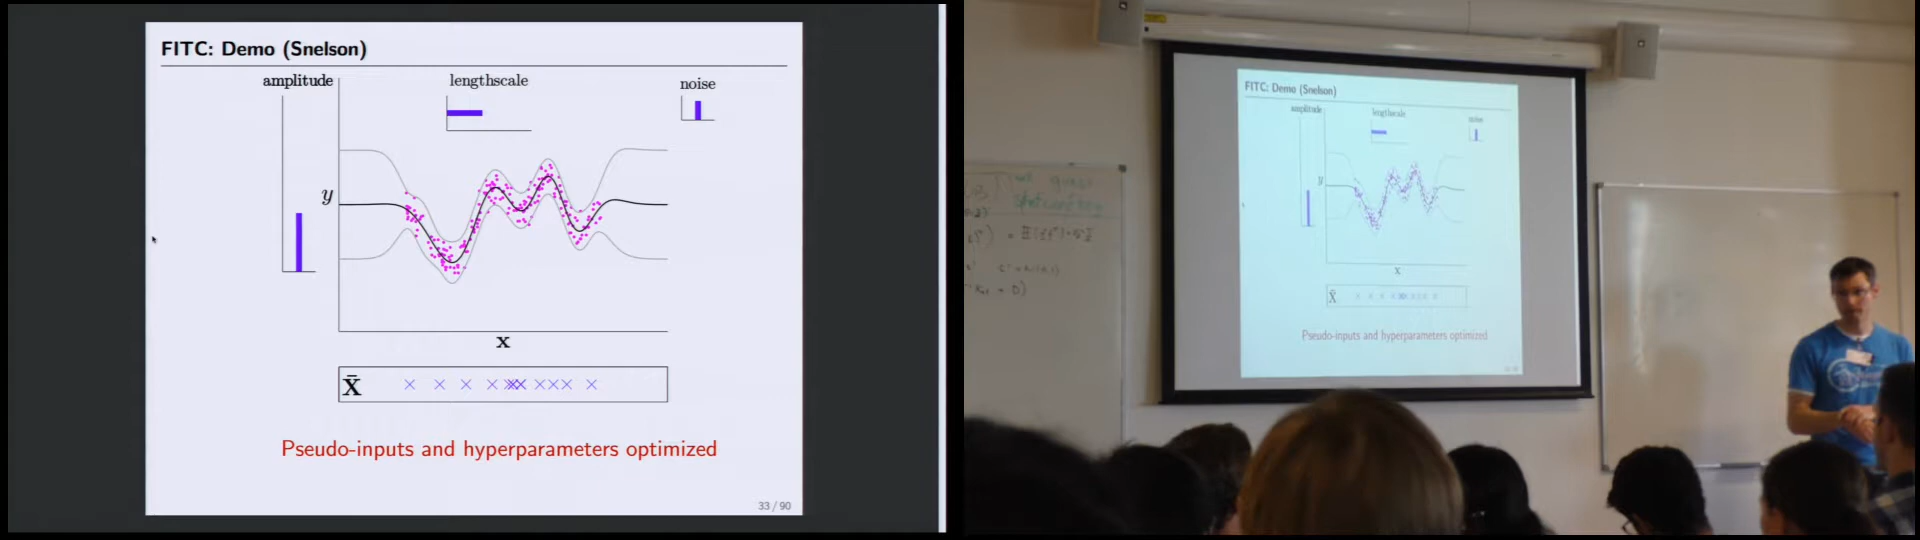 FITC: Demo (Snelson)
amplitude
lengthscale
noise
y
x
X̄
Pseudo-inputs and hyperparameters optimized
33 / 90
FITC: Demo (Snelson)
amplitude
lengthscale
noise
y
x
X̄
Pseudo-inputs and hyperparameters optimized